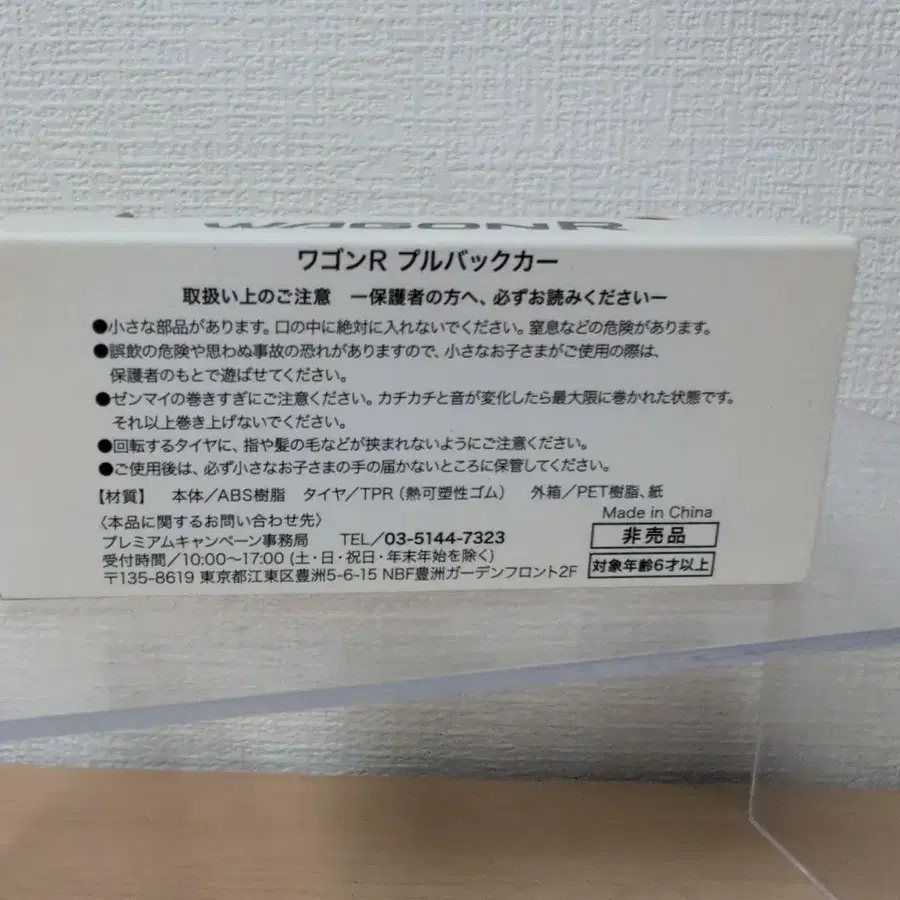 WAGONR
ワゴンR プルバックカー
取扱い上のご注意 ー保護者の方へ、必ずお読みくださいー
●小さな部品があります。口の中に絶対に入れないでください。窒息などの危険があります。
●誤飲の危険や思わぬ事故の恐れがありますので、小さなお子さまがご使用の際は、
保護者のもとで遊ばせてください。
●ゼンマイの巻きすぎにご注意ください。カチカチと音が変化したら最大限に巻かれた状態です。
それ以上巻き上げないでください。
●回転するタイヤに、指や髪の毛などが挟まれないようにご注意ください。
●ご使用後は、必ず小さなお子さまの手の届かないところに保管してください。
【材質】 本体／ABS樹脂 タイヤ／TPR（熱可塑性ゴム） 外箱／PET樹脂、紙
Made in China
〈本品に関するお問い合わせ先〉
プレミアムキャンペーン事務局 TEL／03-5144-7323
非売品
受付時間／10:00〜17:00 (土・日・祝日・年末年始を除く)
〒135-8619 東京都江東区豊洲5-6-15 NBF豊洲ガーデンフロント2F
対象年齢6才以上